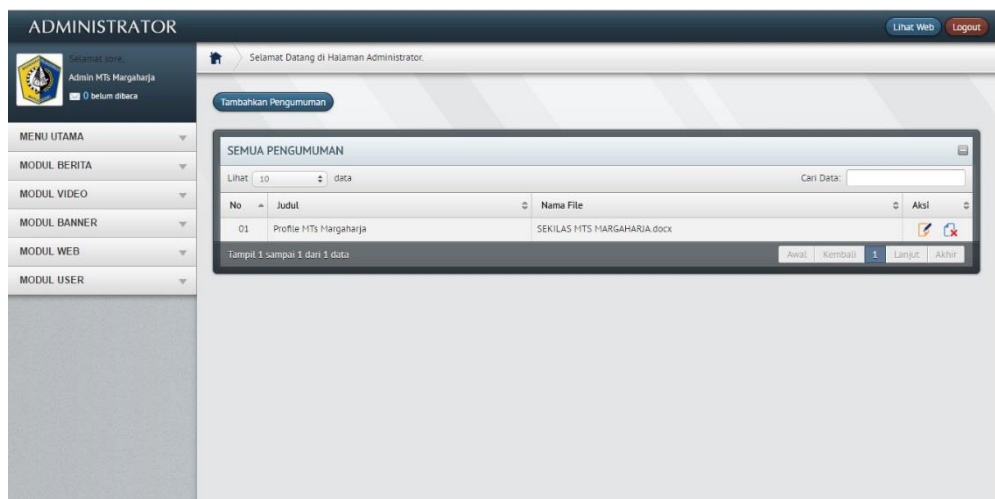 ADMINISTRATOR
Lihat Web
Logout
Selamat sore,
Admin MTs Margaharja
0 belum dibaca
Selamat Datang di Halaman Administrator.
Tambahkan Pengumuman
MENU UTAMA
MODUL BERITA
MODUL VIDEO
MODUL BANNER
MODUL WEB
MODUL USER
SEMUA PENGUMUMAN
Lihat 10 data
Cari Data:
No Judul Nama File Aksi
01 Profile MTs Margaharja SEKILAS MTS MARGAHARJA.docx
Tampil 1 sampai 1 dari 1 data
Awal Kembali 1 Lanjut Akhir